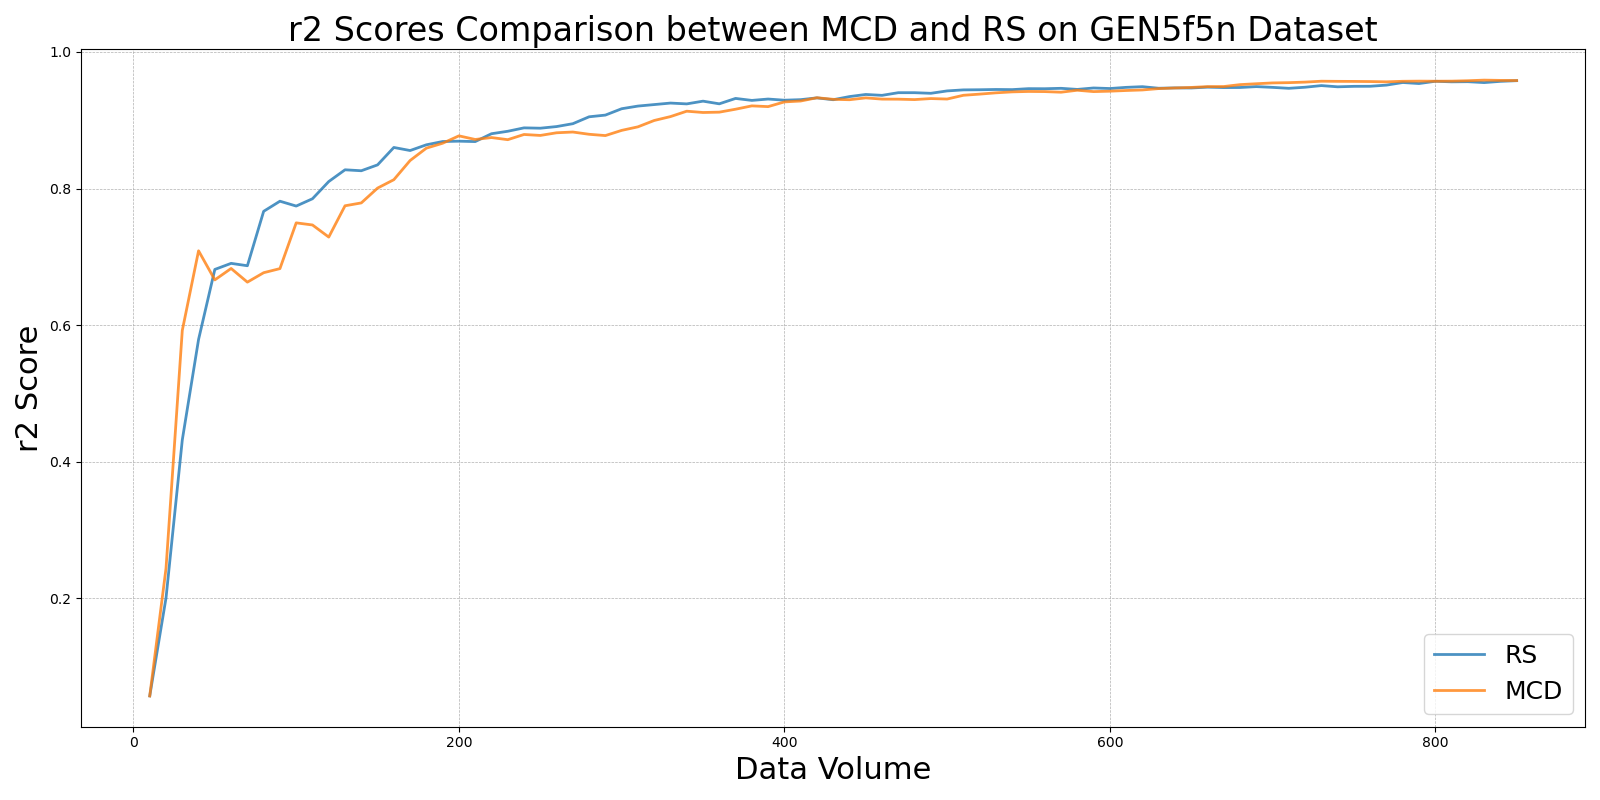 r2 Scores Comparison between MCD and RS on GEN5f5n Dataset
r2 Score
1.0
0.8
0.6
0.4
0.2
0 200 400 600 800
Data Volume
RS
MCD